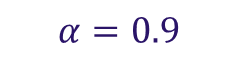 α = 0.9